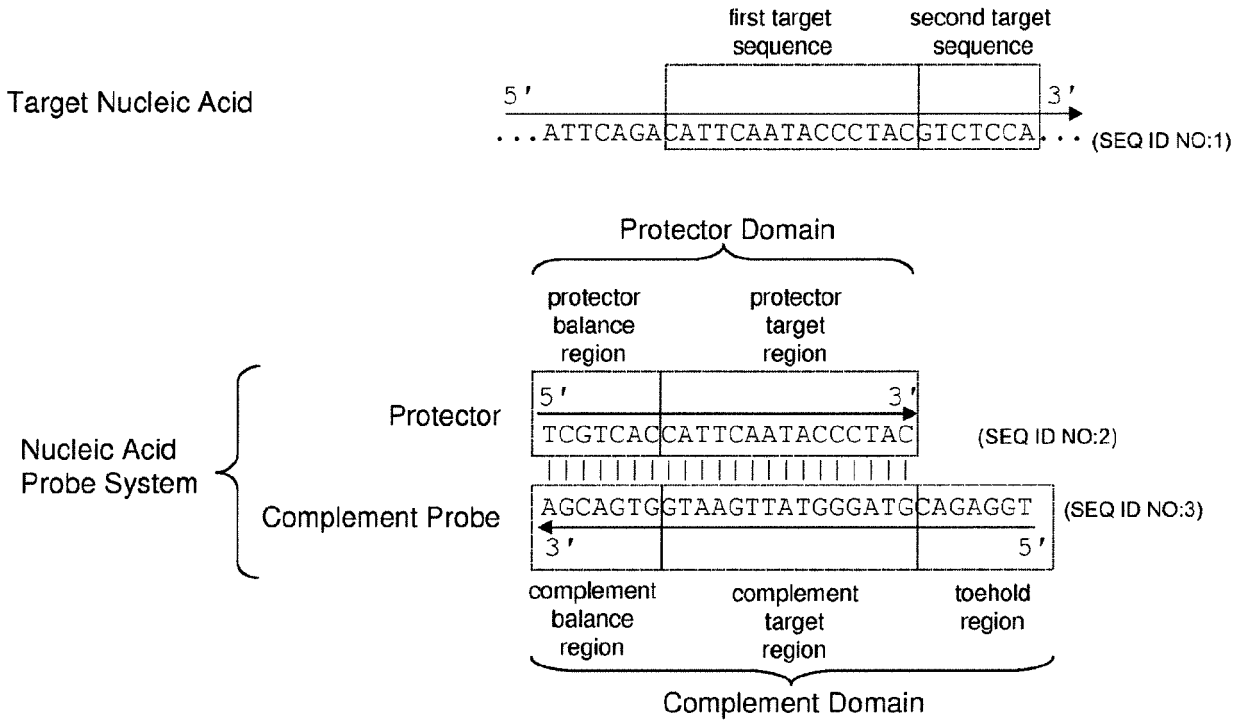 first target
sequence
second target
sequence
Target Nucleic Acid
5' 3'
...ATTCAGACATTCAATACCCTACGTCTCCA...
(SEQ ID NO:1)
Protector Domain
protector
balance
region
protector
target
region
Nucleic Acid
Probe System
Protector
5' 3'
TCGTCACCATTCAATACCCTAC
(SEQ ID NO:2)
Complement Probe
AGCAGTGGTAAGTTATGGGATGCAGAGGT
(SEQ ID NO:3)
3' 5'
complement
balance
region
complement
target
region
toehold
region
Complement Domain